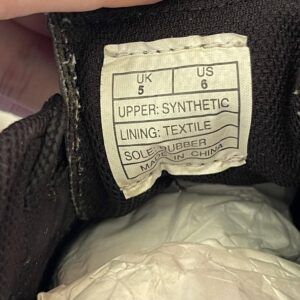 UK US
5 6
UPPER: SYNTHETIC
LINING: TEXTILE
SOLE: RUBBER
MADE IN CHINA